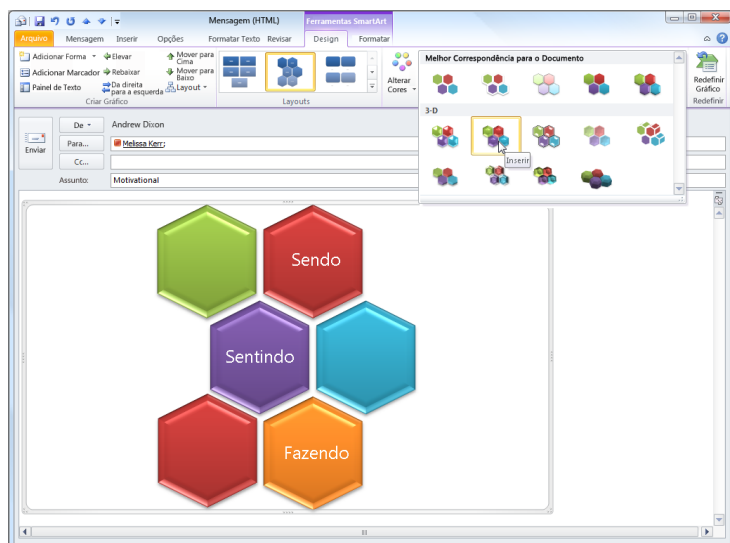 Mensagem (HTML)
Ferramentas SmartArt
Arquivo Mensagem Inserir Opções Formatar Texto Revisar Design Formatar
Adicionar Forma Elevar Mover para Cima
Adicionar Marcador Rebaixar Mover para Baixo
Painel de Texto Da direita para a esquerda Layout
Criar Gráfico
Layouts
Alterar Cores
Melhor Correspondência para o Documento
3-D
Inserir
Redefinir Gráfico
Redefinir
Enviar
De Andrew Dixon
Para... Melissa Kerr;
Cc...
Assunto: Motivational
Sendo
Sentindo
Fazendo